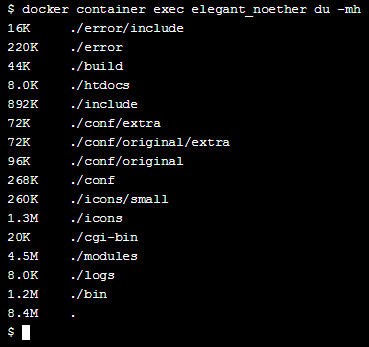 $ docker container exec elegant_noether du -mh
16K ./error/include
220K ./error
44K ./build
8.0K ./htdocs
892K ./include
72K ./conf/extra
72K ./conf/original/extra
96K ./conf/original
268K ./conf
260K ./icons/small
1.3M ./icons
20K ./cgi-bin
4.5M ./modules
8.0K ./logs
1.2M ./bin
8.4M .
$